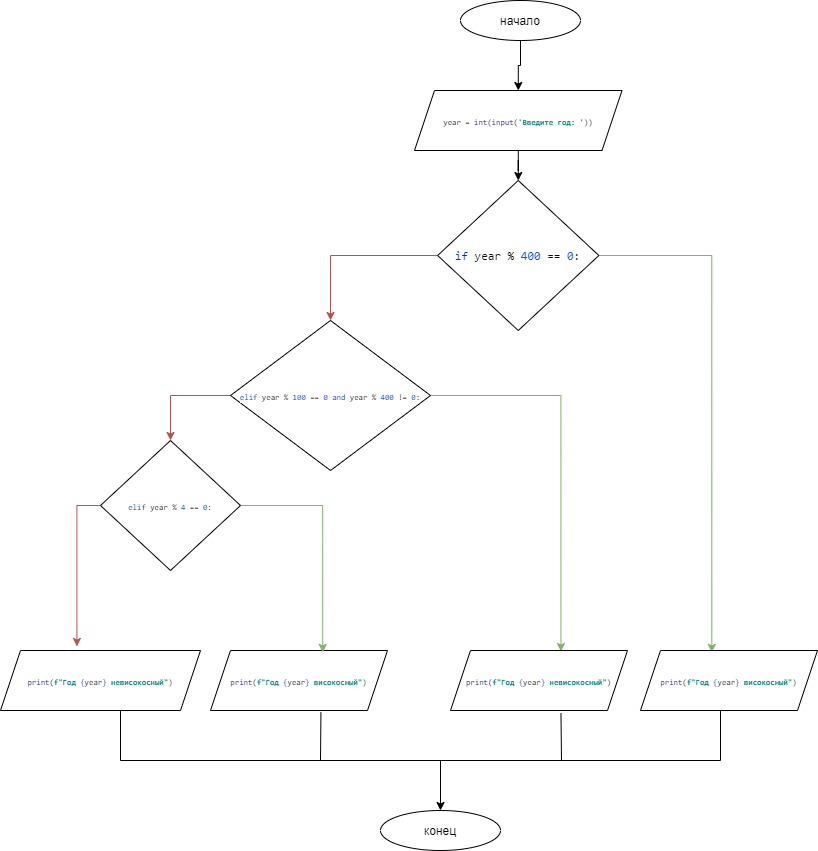 начало
year = int(input('Введите год: '))
if year % 400 == 0:
elif year % 100 == 0 and year % 400 != 0:
elif year % 4 == 0:
print(f"Год {year} невисокосный")
print(f"Год {year} високосный")
print(f"Год {year} невисокосный")
print(f"Год {year} високосный")
конец